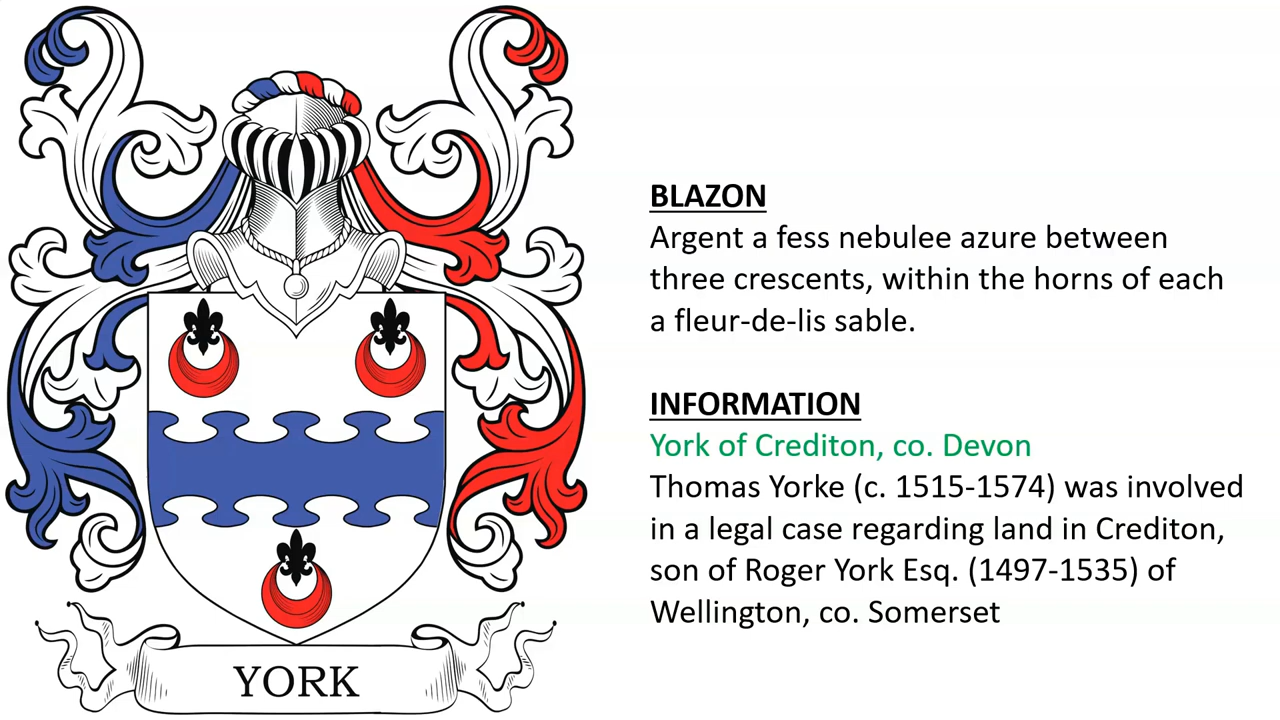 YORK
BLAZON
Argent a fess nebulee azure between
three crescents, within the horns of each
a fleur-de-lis sable.
INFORMATION
York of Crediton, co. Devon
Thomas Yorke (c. 1515-1574) was involved
in a legal case regarding land in Crediton,
son of Roger York Esq. (1497-1535) of
Wellington, co. Somerset